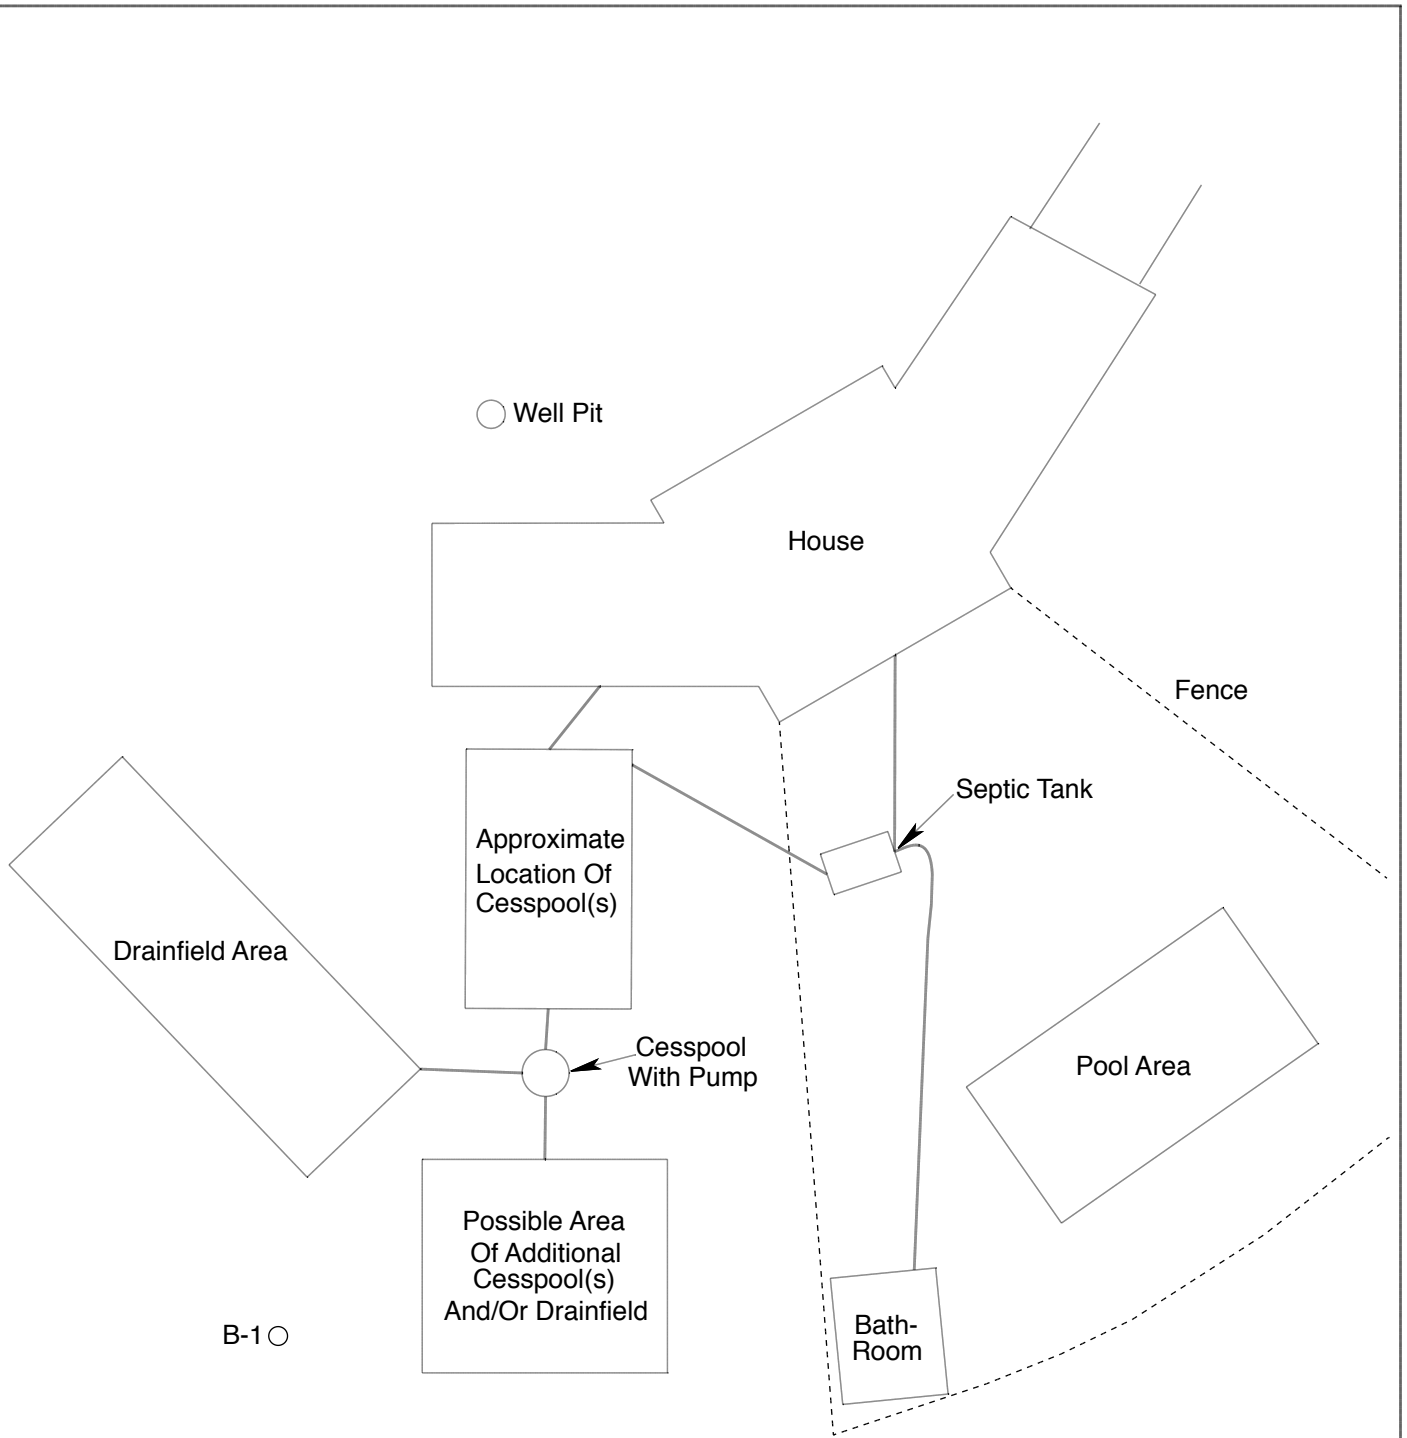 Well Pit
House
Fence
Septic Tank
Approximate
Location Of
Cesspool(s)
Drainfield Area
Cesspool
With Pump
Pool Area
Possible Area
Of Additional
Cesspool(s)
And/Or Drainfield
B-1
Bath-
Room